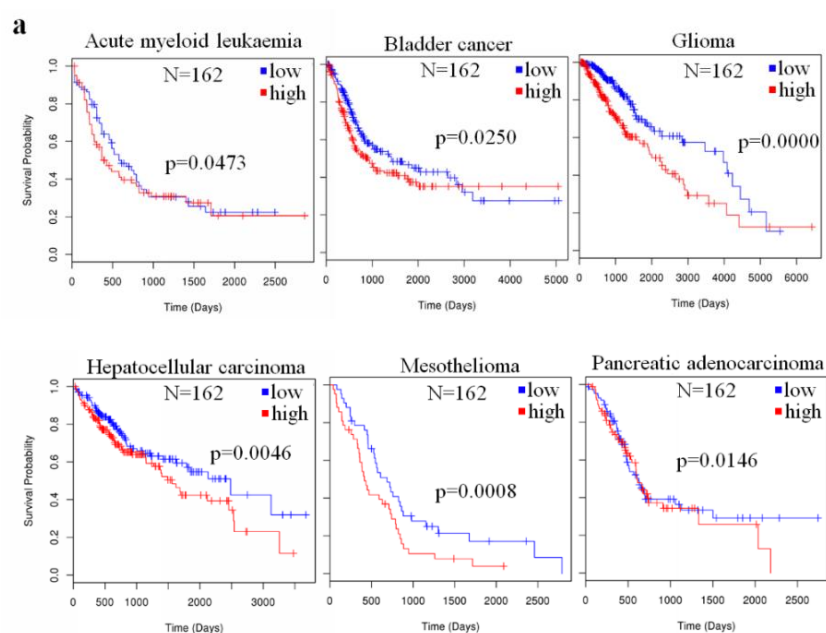 a
Acute myeloid leukaemia
N=162
low
high
p=0.0473
Survival Probability
1.0
0.8
0.6
0.4
0.2
0.0
0 500 1000 1500 2000 2500
Time (Days)
Bladder cancer
N=162
low
high
p=0.0250
0 1000 2000 3000 4000 5000
Time (Days)
Glioma
N=162
low
high
p=0.0000
0 1000 2000 3000 4000 5000 6000
Time (Days)
Hepatocellular carcinoma
N=162
low
high
p=0.0046
Survival Probability
1.0
0.8
0.6
0.4
0.2
0.0
0 500 1500 2500 3000
Time (Days)
Mesothelioma
N=162
low
high
p=0.0008
0 500 1000 1500 2000 2500
Time (Days)
Pancreatic adenocarcinoma
N=162
low
high
p=0.0146
0 500 1000 1500 2000 2500
Time (Days)